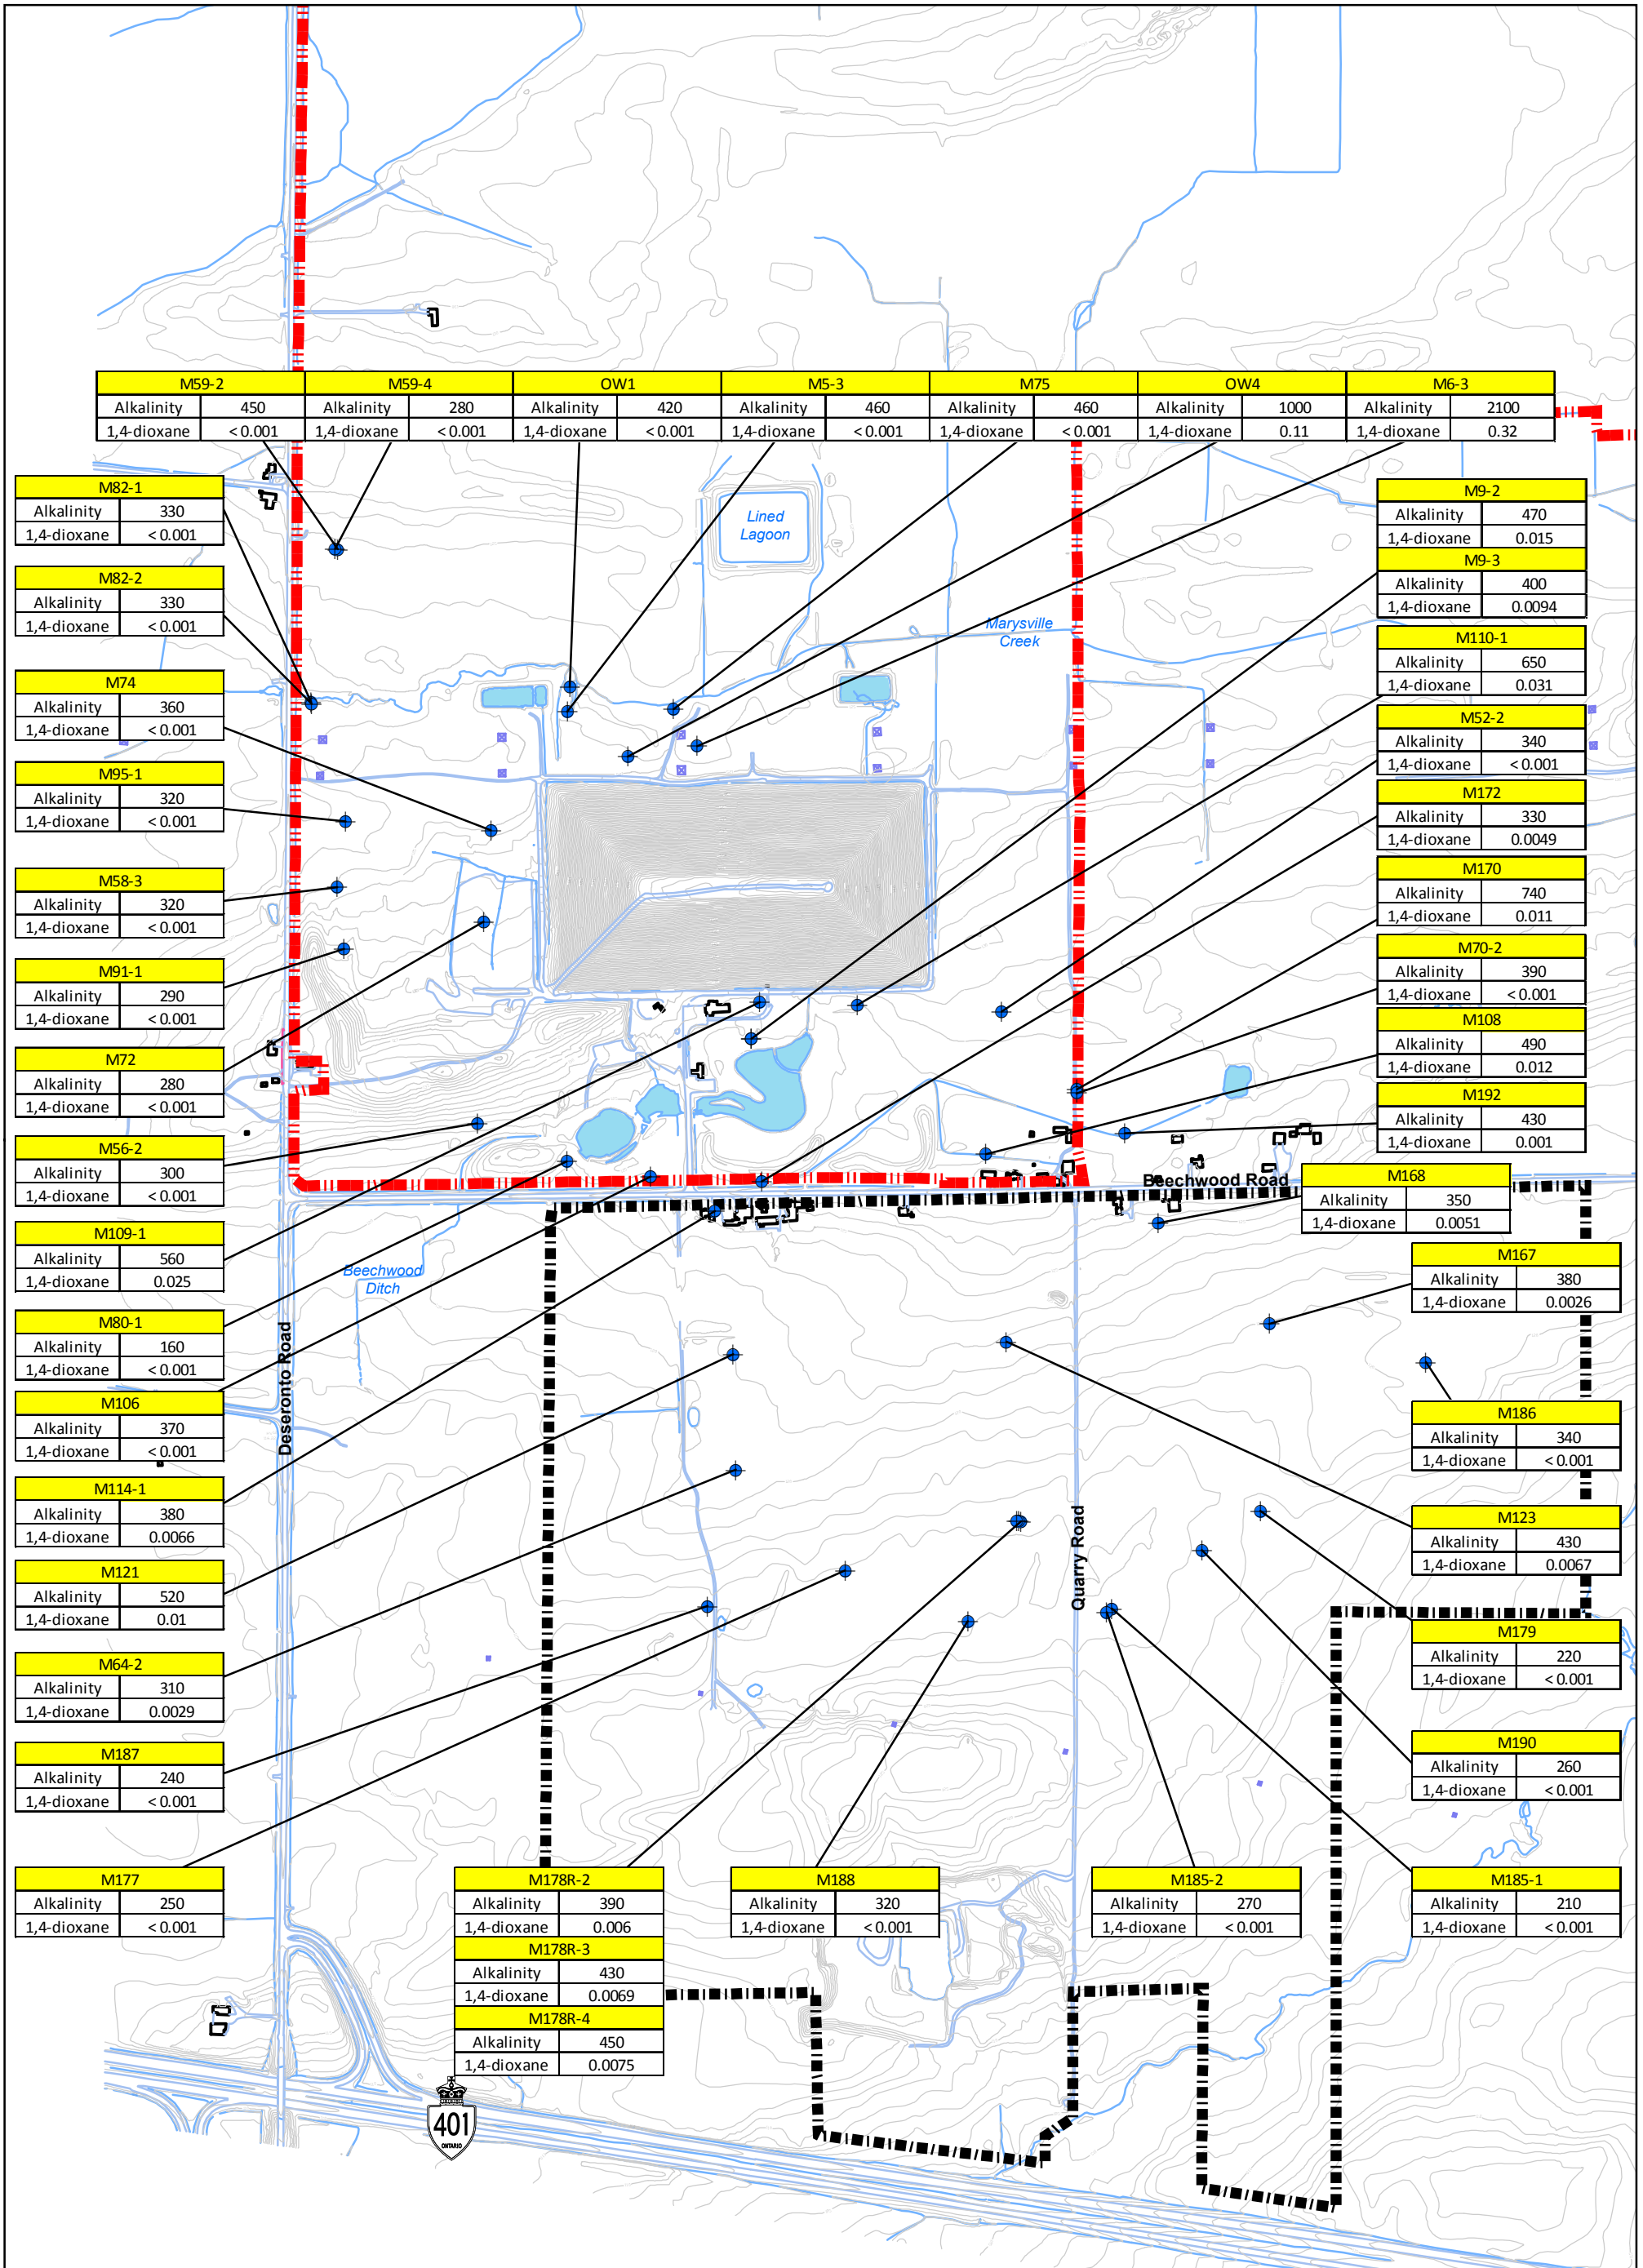 M59-2 M59-4 OW1 M5-3 M75 OW4 M6-3
Alkalinity 450 Alkalinity 280 Alkalinity 420 Alkalinity 460 Alkalinity 460 Alkalinity 1000 Alkalinity 2100
1,4-dioxane < 0.001 1,4-dioxane < 0.001 1,4-dioxane < 0.001 1,4-dioxane < 0.001 1,4-dioxane < 0.001 1,4-dioxane 0.11 1,4-dioxane 0.32
M82-1
Alkalinity 330
1,4-dioxane < 0.001
M82-2
Alkalinity 330
1,4-dioxane < 0.001
M74
Alkalinity 360
1,4-dioxane < 0.001
M95-1
Alkalinity 320
1,4-dioxane < 0.001
M58-3
Alkalinity 320
1,4-dioxane < 0.001
M91-1
Alkalinity 290
1,4-dioxane < 0.001
M72
Alkalinity 280
1,4-dioxane < 0.001
M56-2
Alkalinity 300
1,4-dioxane < 0.001
M109-1
Alkalinity 560
1,4-dioxane 0.025
M80-1
Alkalinity 160
1,4-dioxane < 0.001
M106
Alkalinity 370
1,4-dioxane < 0.001
M114-1
Alkalinity 380
1,4-dioxane 0.0066
M121
Alkalinity 520
1,4-dioxane 0.01
M64-2
Alkalinity 310
1,4-dioxane 0.0029
M187
Alkalinity 240
1,4-dioxane < 0.001
M177
Alkalinity 250
1,4-dioxane < 0.001
Lined
Lagoon
Marysville
Creek
Beechwood
Ditch
Deseronto Road
Beechwood Road
Quarry Road
M9-2
Alkalinity 470
1,4-dioxane 0.015
M9-3
Alkalinity 400
1,4-dioxane 0.0094
M110-1
Alkalinity 650
1,4-dioxane 0.031
M52-2
Alkalinity 340
1,4-dioxane < 0.001
M172
Alkalinity 330
1,4-dioxane 0.0049
M170
Alkalinity 740
1,4-dioxane 0.011
M70-2
Alkalinity 390
1,4-dioxane < 0.001
M108
Alkalinity 490
1,4-dioxane 0.012
M192
Alkalinity 430
1,4-dioxane 0.001
M168
Alkalinity 350
1,4-dioxane 0.0051
M167
Alkalinity 380
1,4-dioxane 0.0026
M186
Alkalinity 340
1,4-dioxane < 0.001
M123
Alkalinity 430
1,4-dioxane 0.0067
M179
Alkalinity 220
1,4-dioxane < 0.001
M190
Alkalinity 260
1,4-dioxane < 0.001
M185-1
Alkalinity 210
1,4-dioxane < 0.001
M185-2
Alkalinity 270
1,4-dioxane < 0.001
M188
Alkalinity 320
1,4-dioxane < 0.001
M178R-2
Alkalinity 390
1,4-dioxane 0.006
M178R-3
Alkalinity 430
1,4-dioxane 0.0069
M178R-4
Alkalinity 450
1,4-dioxane 0.0075
401
ONTARIO